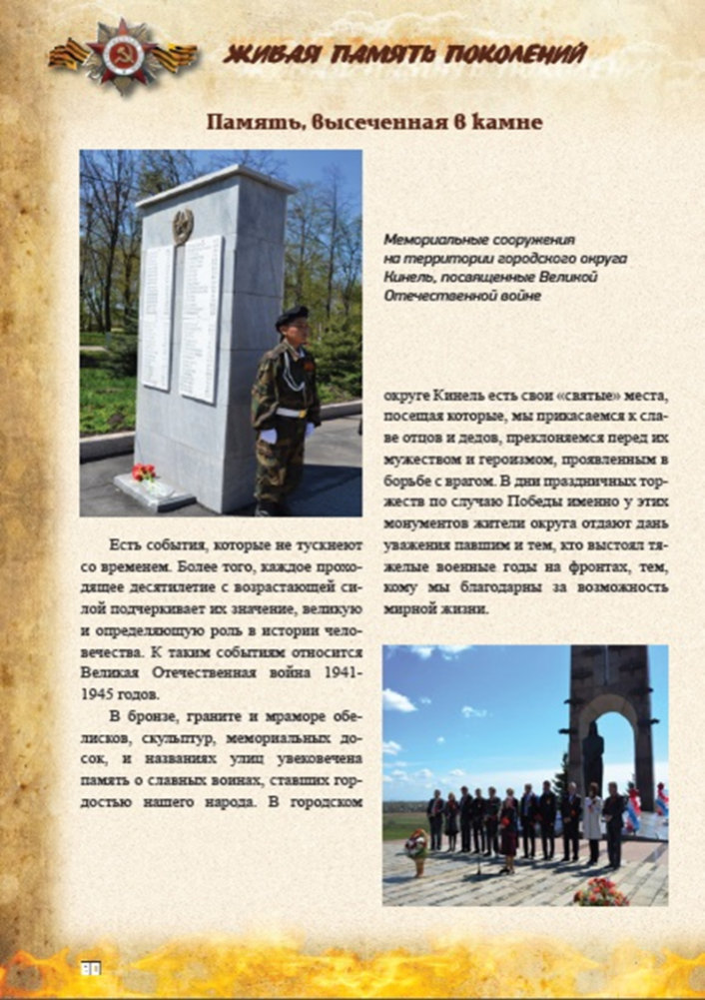 ЖИВАЯ ПАМЯТЬ ПОКОЛЕНИЙ
Память, высеченная в камне
Мемориальные сооружения
на территории городского округа
Кинель, посвященные Великой
Отечественной войне
Есть события, которые не тускнеют
со временем. Более того, каждое прохо-
дящее десятилетие с возрастающей си-
лой подчеркивает их значение, великую
и определяющую роль в истории чело-
вечества. К таким событиям относится
Великая Отечественная война 1941-
1945 годов.
В бронзе, граните и мраморе обе-
лисков, скульптур, мемориальных до-
сок, и названиях улиц увековечена
память о славных воинах, ставших гор-
достью нашего народа. В городском
округе Кинель есть свои «святые» места,
посещая которые, мы прикасаемся к сла-
ве отцов и дедов, преклоняемся перед их
мужеством и героизмом, проявленным в
борьбе с врагом. В дни праздничных тор-
жеств по случаю Победы именно у этих
монументов жители округа отдают дань
уважения павшим и тем, кто выстоял тя-
желые военные годы на фронтах, тем,
кому мы благодарны за возможность
мирной жизни.